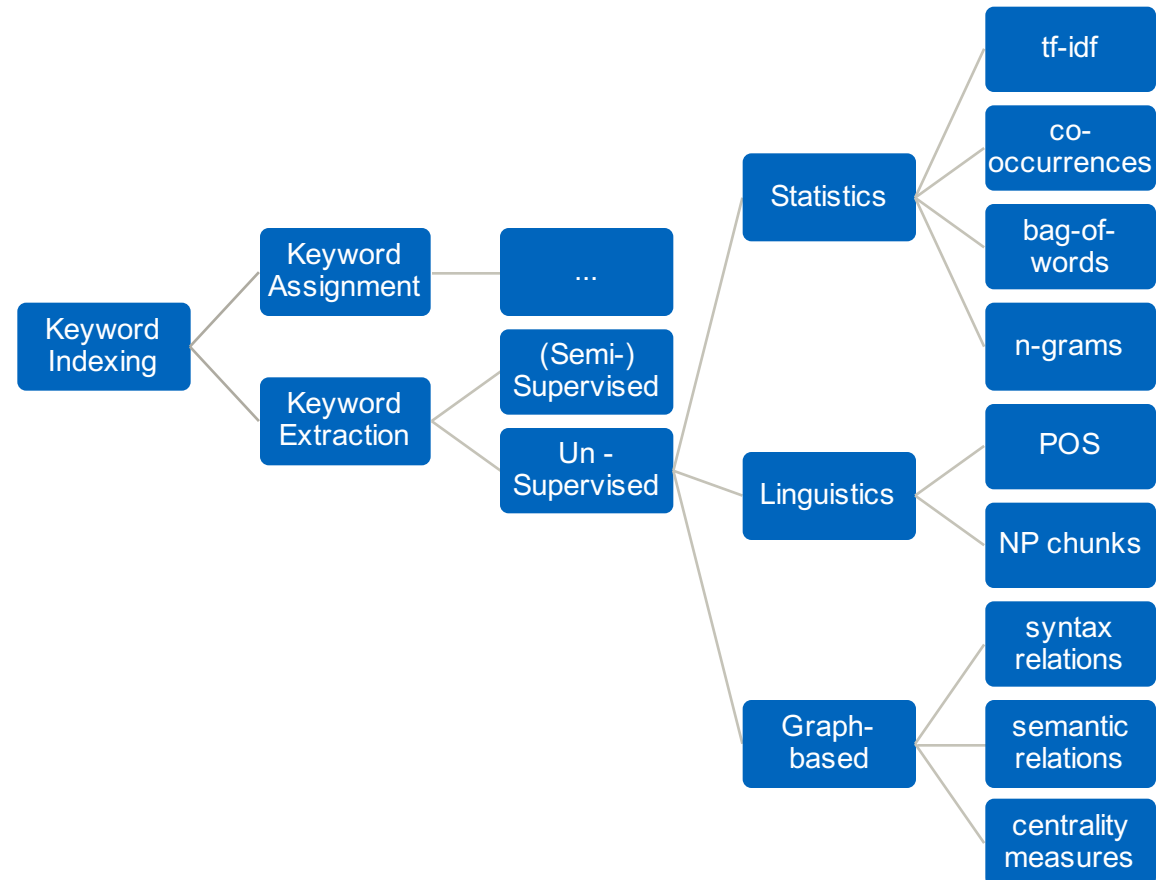 Keyword
Indexing
Keyword
Assignment
Keyword
Extraction
...
(Semi-)
Supervised
Un -
Supervised
Statistics
Linguistics
Graph-
based
tf-idf
co-
occurrences
bag-of-
words
n-grams
POS
NP chunks
syntax
relations
semantic
relations
centrality
measures